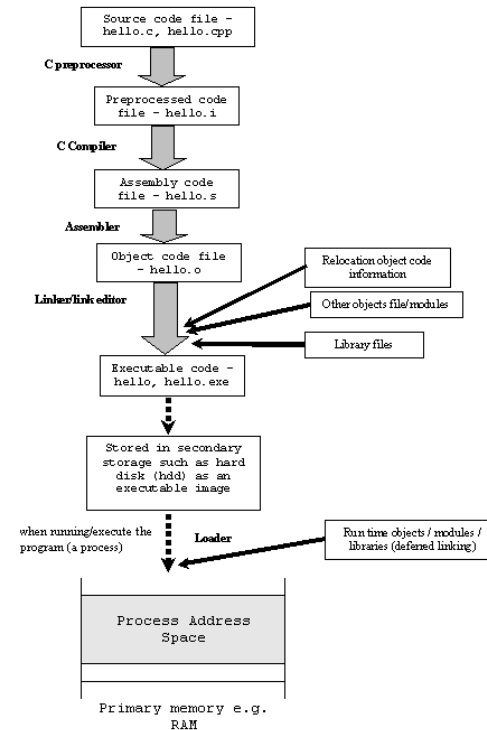 Source code file -
hello.c, hello.cpp
C preprocessor
Preprocessed code
file - hello.i
C Compiler
Assembly code
file - hello.s
Assembler
Object code file
- hello.o
Linker/link editor
Relocation object code
information
Other objects file/modules
Library files
Executable code -
hello, hello.exe
Stored in secondary
storage such as hard
disk (hdd) as an
executable image
when running/execute the
program (a process)
Loader
Run time objects / modules /
libraries (deferred linking)
Process Address
Space
Primary memory e.g.
RAM